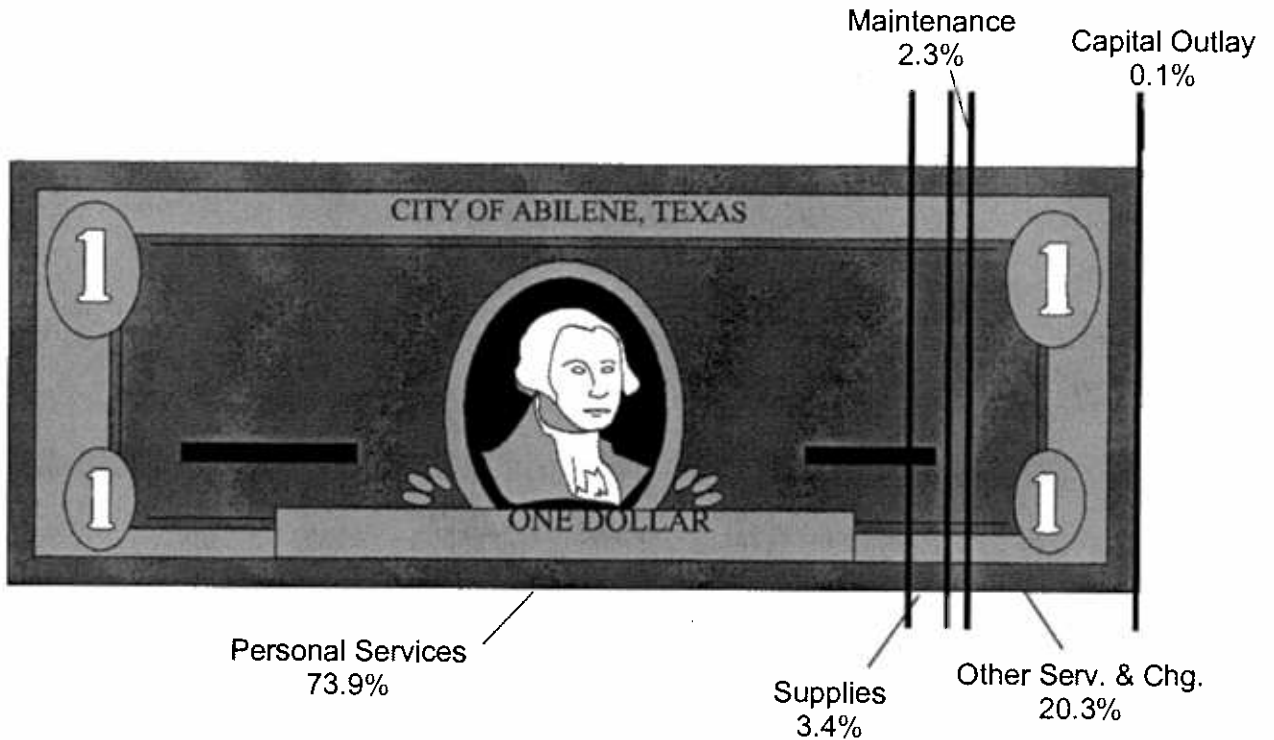 Maintenance
2.3%
Capital Outlay
0.1%
CITY OF ABILENE, TEXAS
1
1
1
1
ONE DOLLAR
Personal Services
73.9%
Supplies
3.4%
Other Serv. & Chg.
20.3%